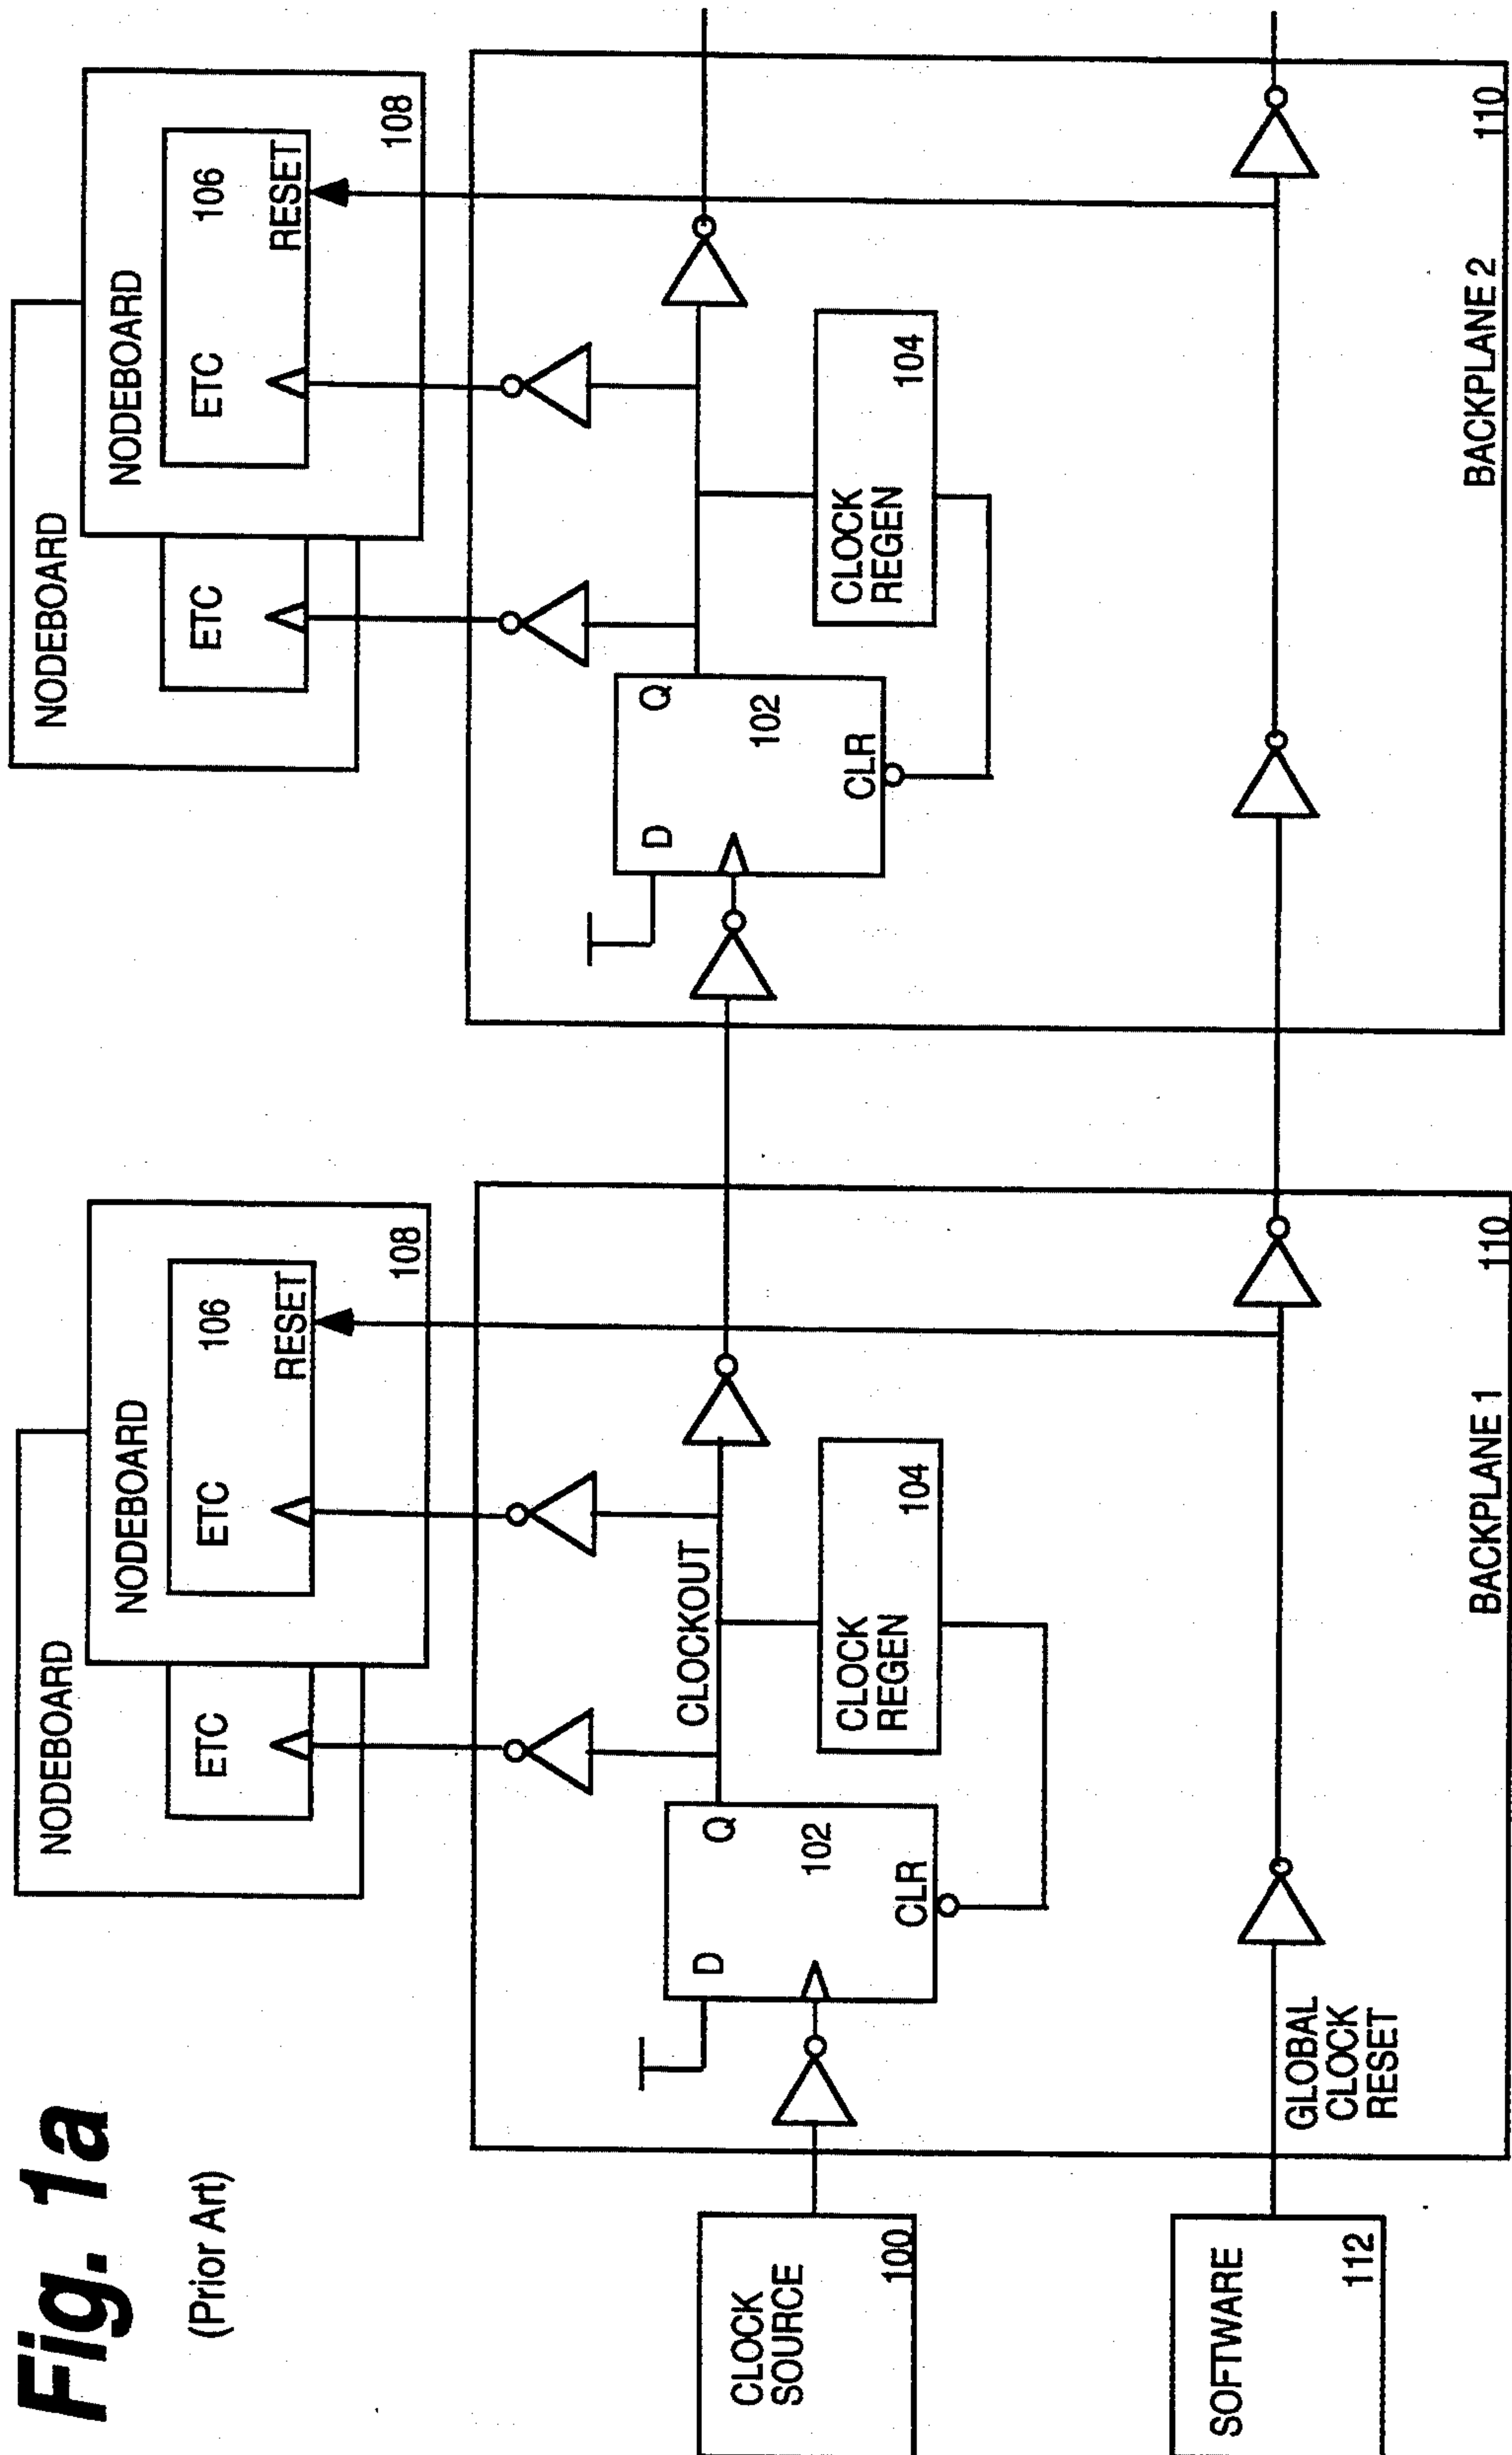 Fig. 1a
(Prior Art)
NODEBOARD
NODEBOARD
108
ETC
ETC
106
RESET
NODEBOARD
NODEBOARD
108
ETC
ETC
106
RESET
CLOCK
SOURCE
100
D
Q
102
CLR
CLOCKOUT
CLOCK
REGEN
104
D
Q
102
CLR
CLOCK
REGEN
104
SOFTWARE
112
GLOBAL
CLOCK
RESET
BACKPLANE 1
110
BACKPLANE 2
110